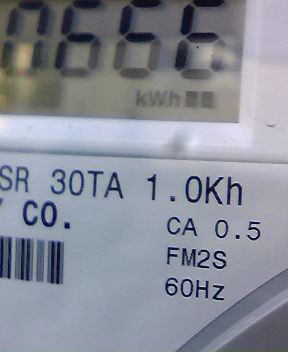 kWh
SR 30TA 1.0Kh
Y CO.
CA 0.5
FM2S
60Hz